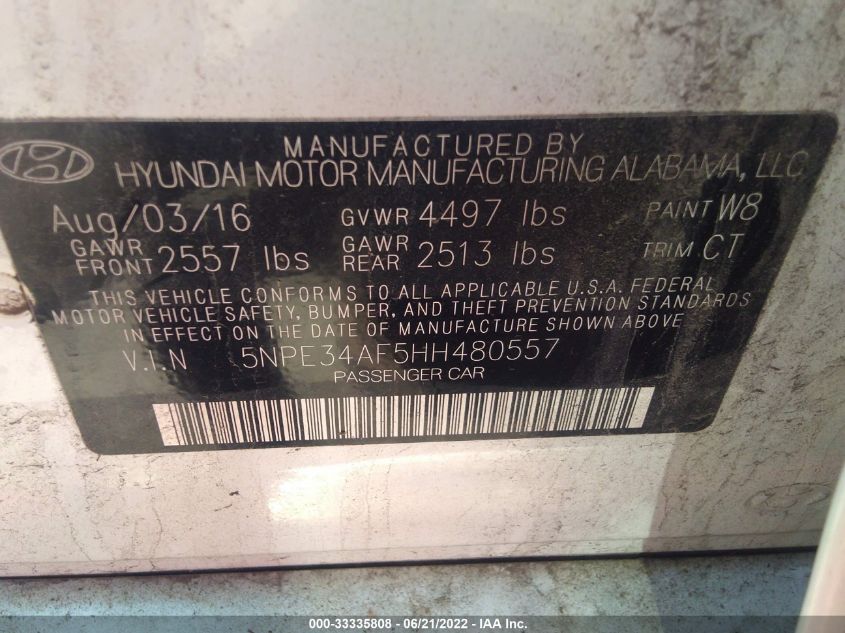 MANUFACTURED BY
HYUNDAI MOTOR MANUFACTURING ALABAMA, LLC
Aug/03/16 GVWR 4497 lbs PAINT W8
GAWR FRONT 2557 lbs GAWR REAR 2513 lbs TRIM CT
THIS VEHICLE CONFORMS TO ALL APPLICABLE U.S.A. FEDERAL
MOTOR VEHICLE SAFETY, BUMPER, AND THEFT PREVENTION STANDARDS
IN EFFECT ON THE DATE OF MANUFACTURE SHOWN ABOVE.
V.I.N 5NPE34AF5HH480557
PASSENGER CAR
000-33335808 - 06/21/2022 - IAA Inc.